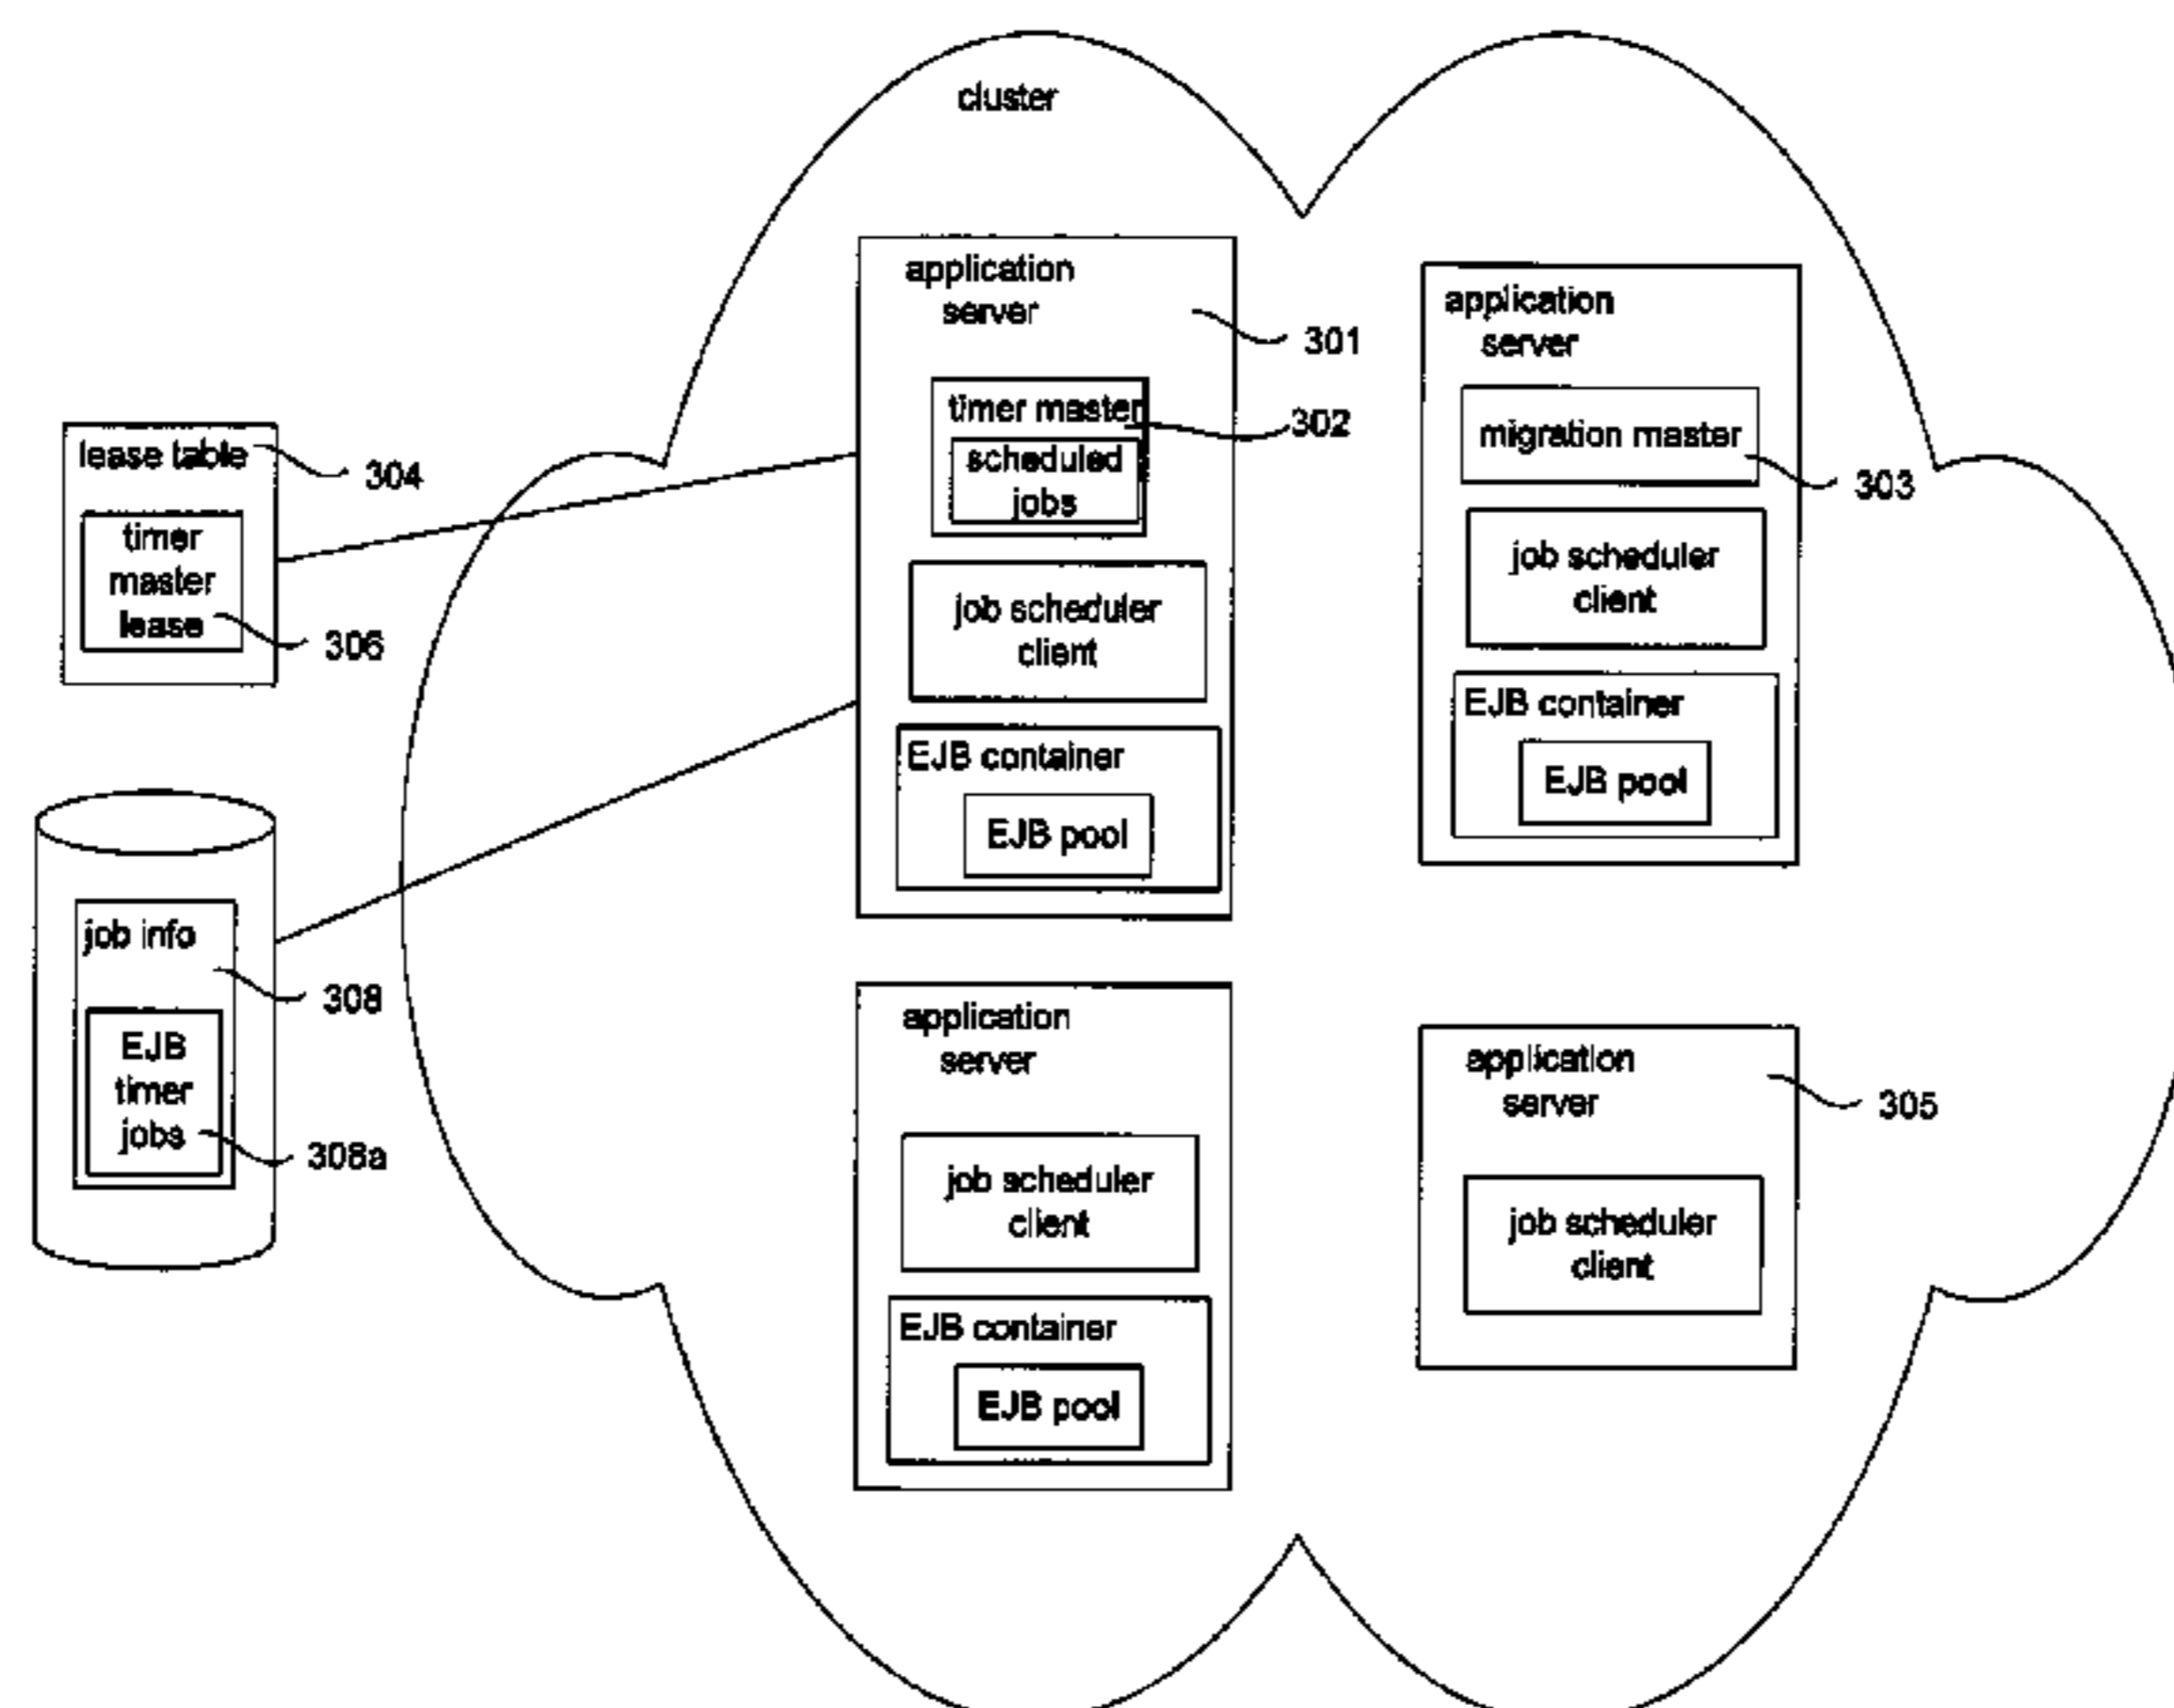 cluster
application
server
301
timer master
302
scheduled
jobs
job scheduler
client
EJB container
EJB pool
application
server
migration master
303
job scheduler
client
EJB container
EJB pool
lease table
304
timer
master
lease
306
job info
308
EJB
timer
jobs
308a
application
server
job scheduler
client
EJB container
EJB pool
application
server
305
job scheduler
client